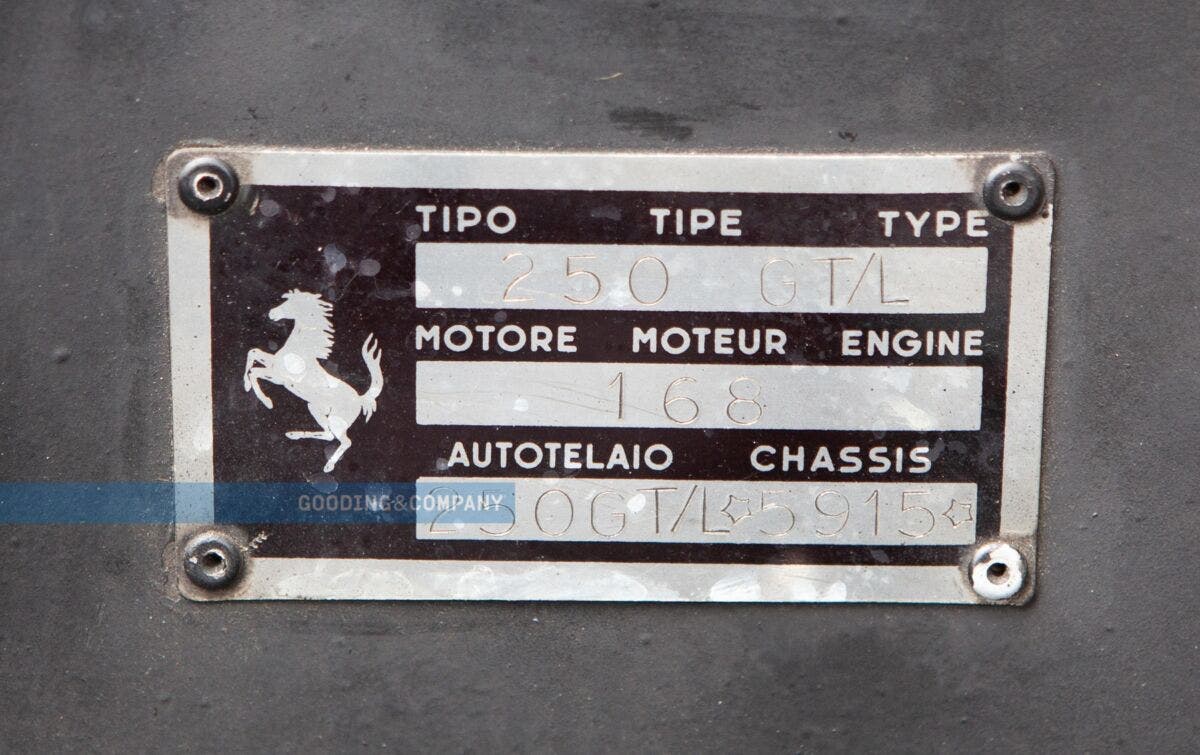 TIPO TIPE TYPE
250 GT/L
MOTORE MOTEUR ENGINE
168
AUTOTELAIO CHASSIS
GOODING&COMPANY
250GT/L☆5915☆